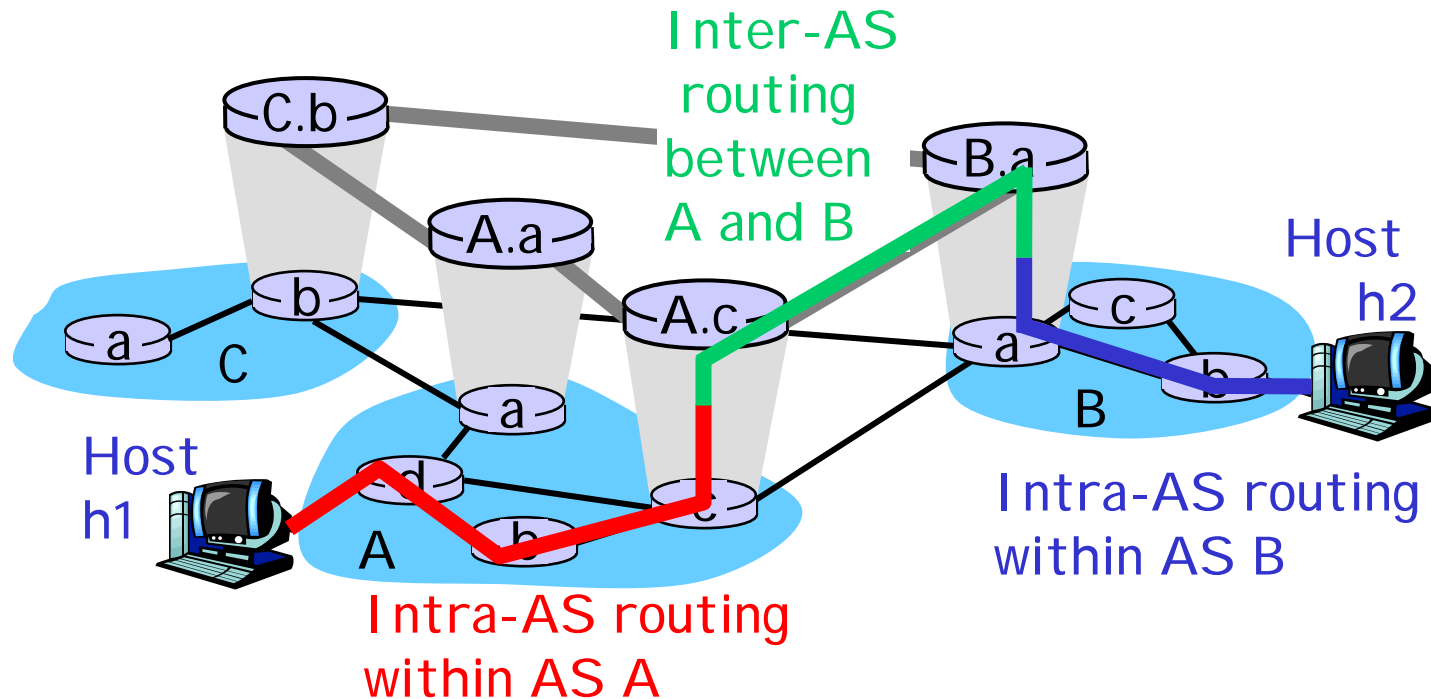 Inter-AS
routing
between
A and B
C.b
B.a
A.a
Host
h2
A.c
b
c
a
a
C
b
B
a
Host
h1
d
c
b
A
Intra-AS routing
within AS B
Intra-AS routing
within AS A